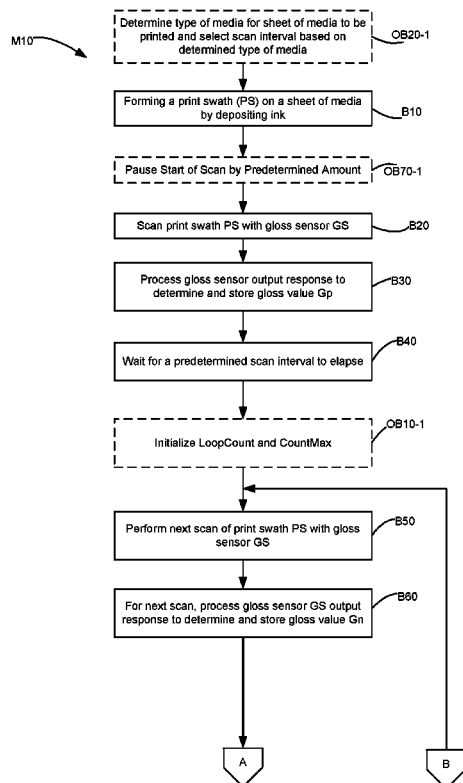 M10
Determine type of media for sheet of media to be
printed and select scan interval based on
determined type of media
OB20-1
Forming a print swath (PS) on a sheet of media
by depositing ink
B10
Pause Start of Scan by Predetermined Amount
OB70-1
Scan print swath PS with gloss sensor GS
B20
Process gloss sensor output response to
determine and store gloss value Gp
B30
Wait for a predetermined scan interval to elapse
B40
Initialize LoopCount and CountMax
OB10-1
Perform next scan of print swath PS with gloss
sensor GS
B50
For next scan, process gloss sensor GS output
response to determine and store gloss value Gn
B60
A
B